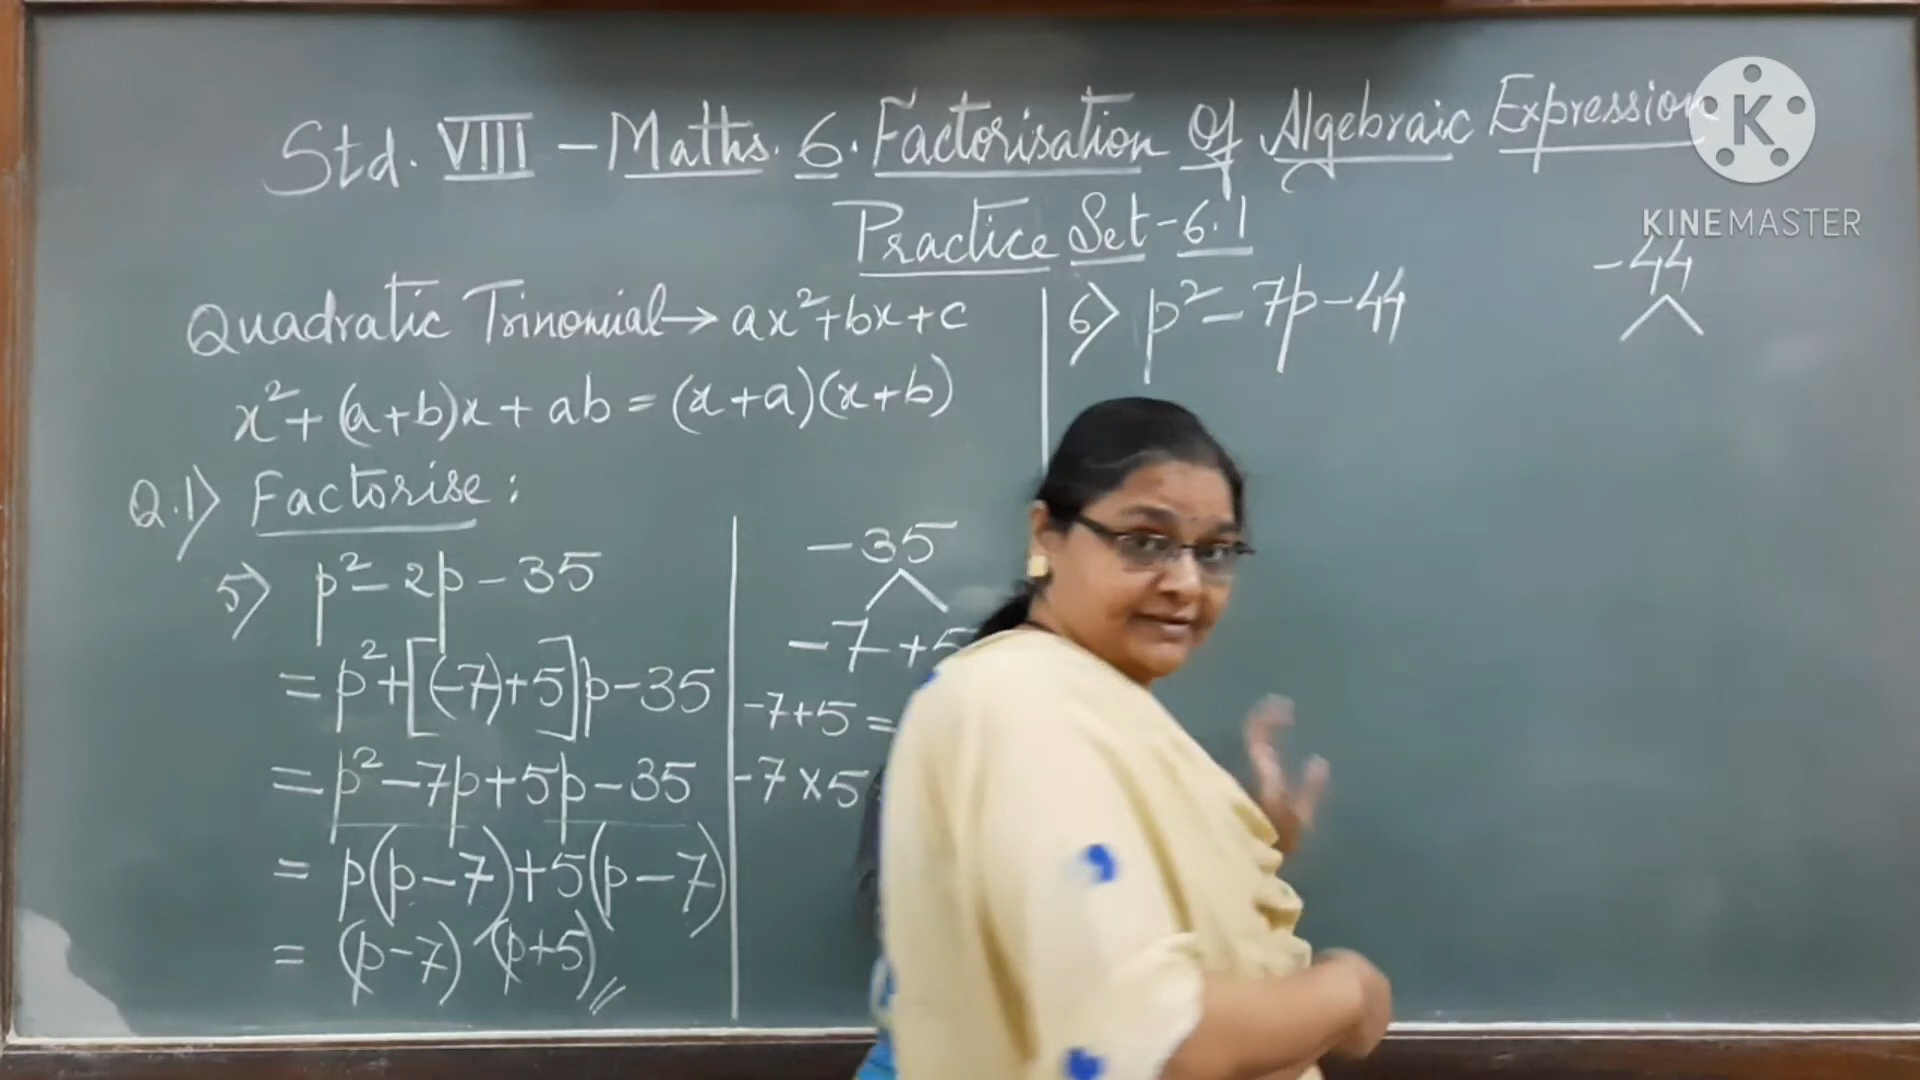 Std. VIII - Maths. 6. Factorisation Of Algebraic Expression
Practice Set - 6.1
Quadratic Trinomial → ax²+bx+c
x²+(a+b)x+ab=(x+a)(x+b)
Q.1) Factorise:
5) p²-2p-35
=p²+[(-7)+5]p-35
=p²-7p+5p-35
=p(p-7)+5(p-7)
=(p-7)(p+5)
-35
-7 +5
-7+5=
-7×5
6) p²-7p-44
-44
K
KINEMASTER